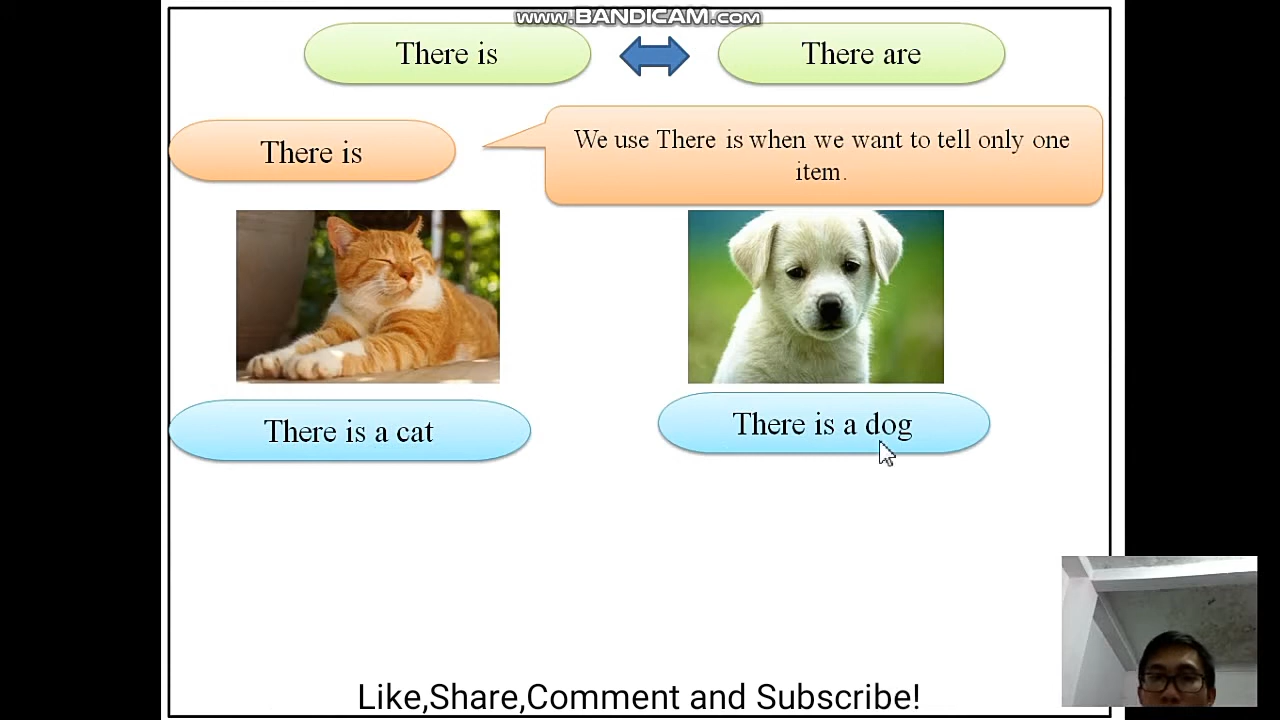 www.BANDICAM.com
There is
There are
There is
We use There is when we want to tell only one
item.
There is a cat
There is a dog
Like,Share,Comment and Subscribe!